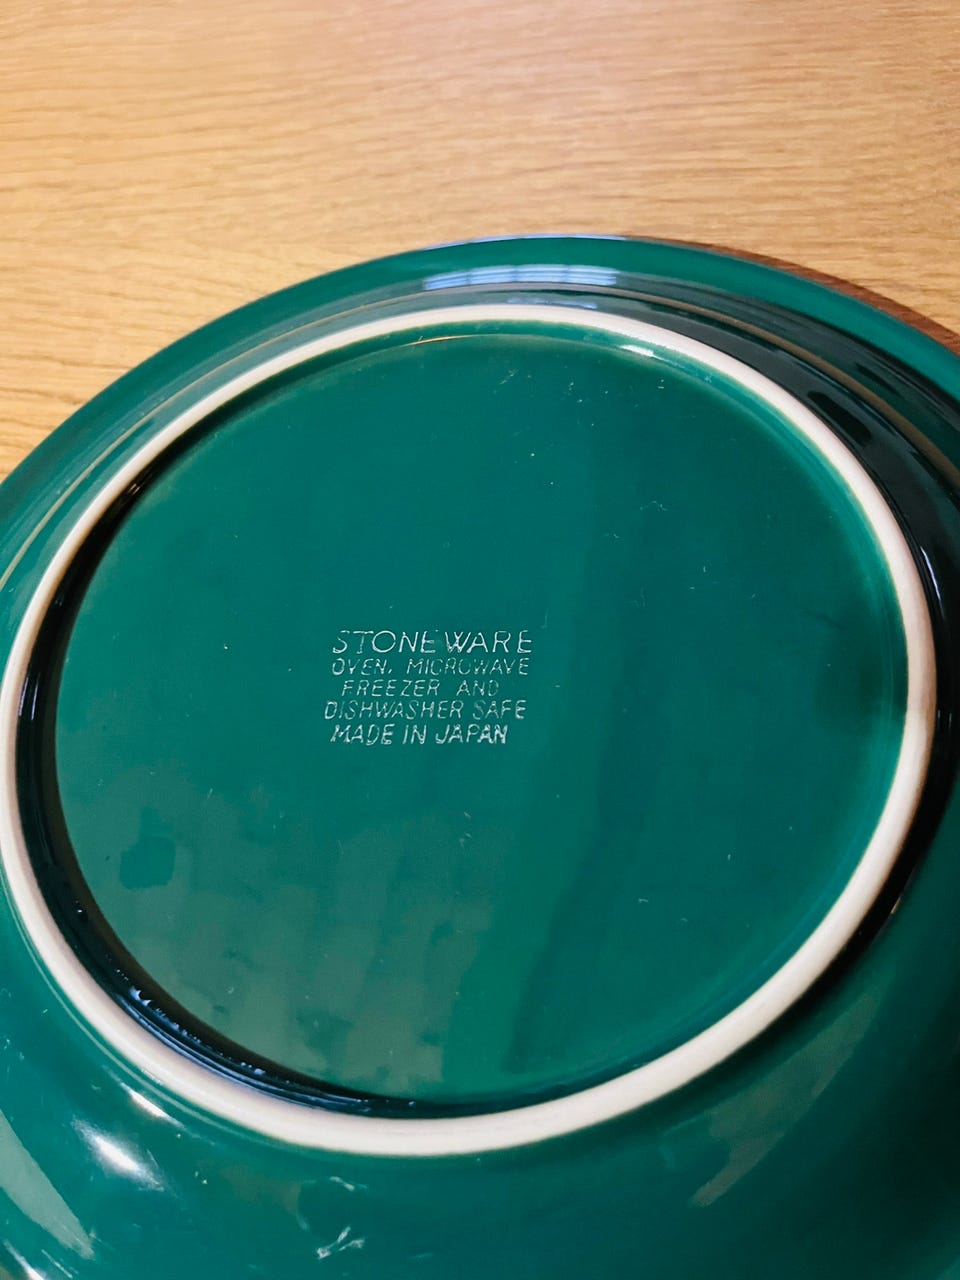 STONEWARE
OVEN, MICROWAVE
FREEZER AND
DISHWASHER SAFE
MADE IN JAPAN